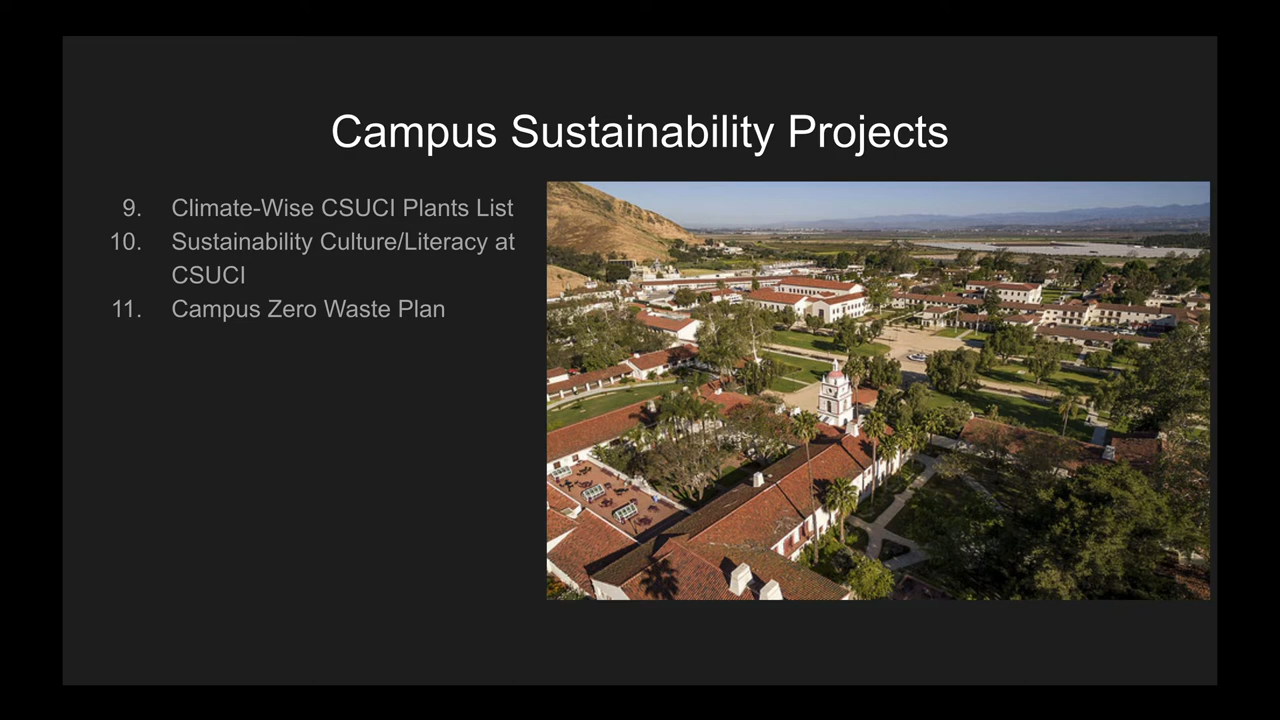 Campus Sustainability Projects
9. Climate-Wise CSUCI Plants List
10. Sustainability Culture/Literacy at
CSUCI
11. Campus Zero Waste Plan